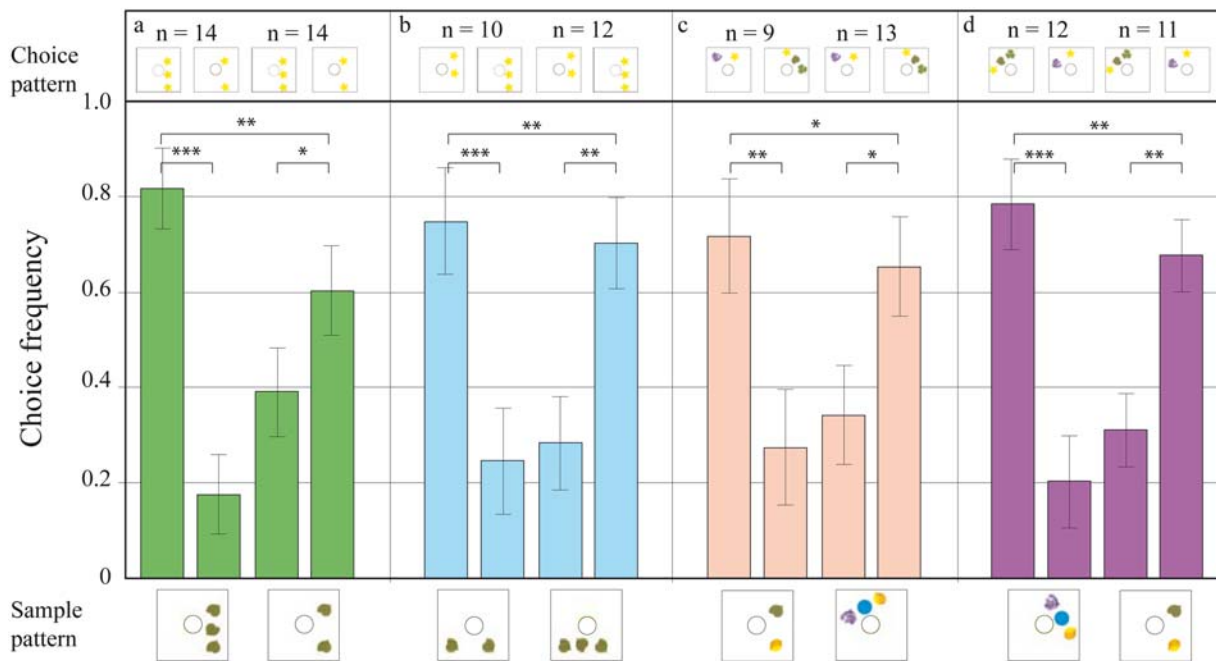 a n = 14 n = 14 b n = 10 n = 12 c n = 9 n = 13 d n = 12 n = 11
Choice
pattern
1.0
** ** * **
*** * *** ** ** * *** **
0.8
0.6
0.4
0.2
0
Choice frequency
Sample
pattern